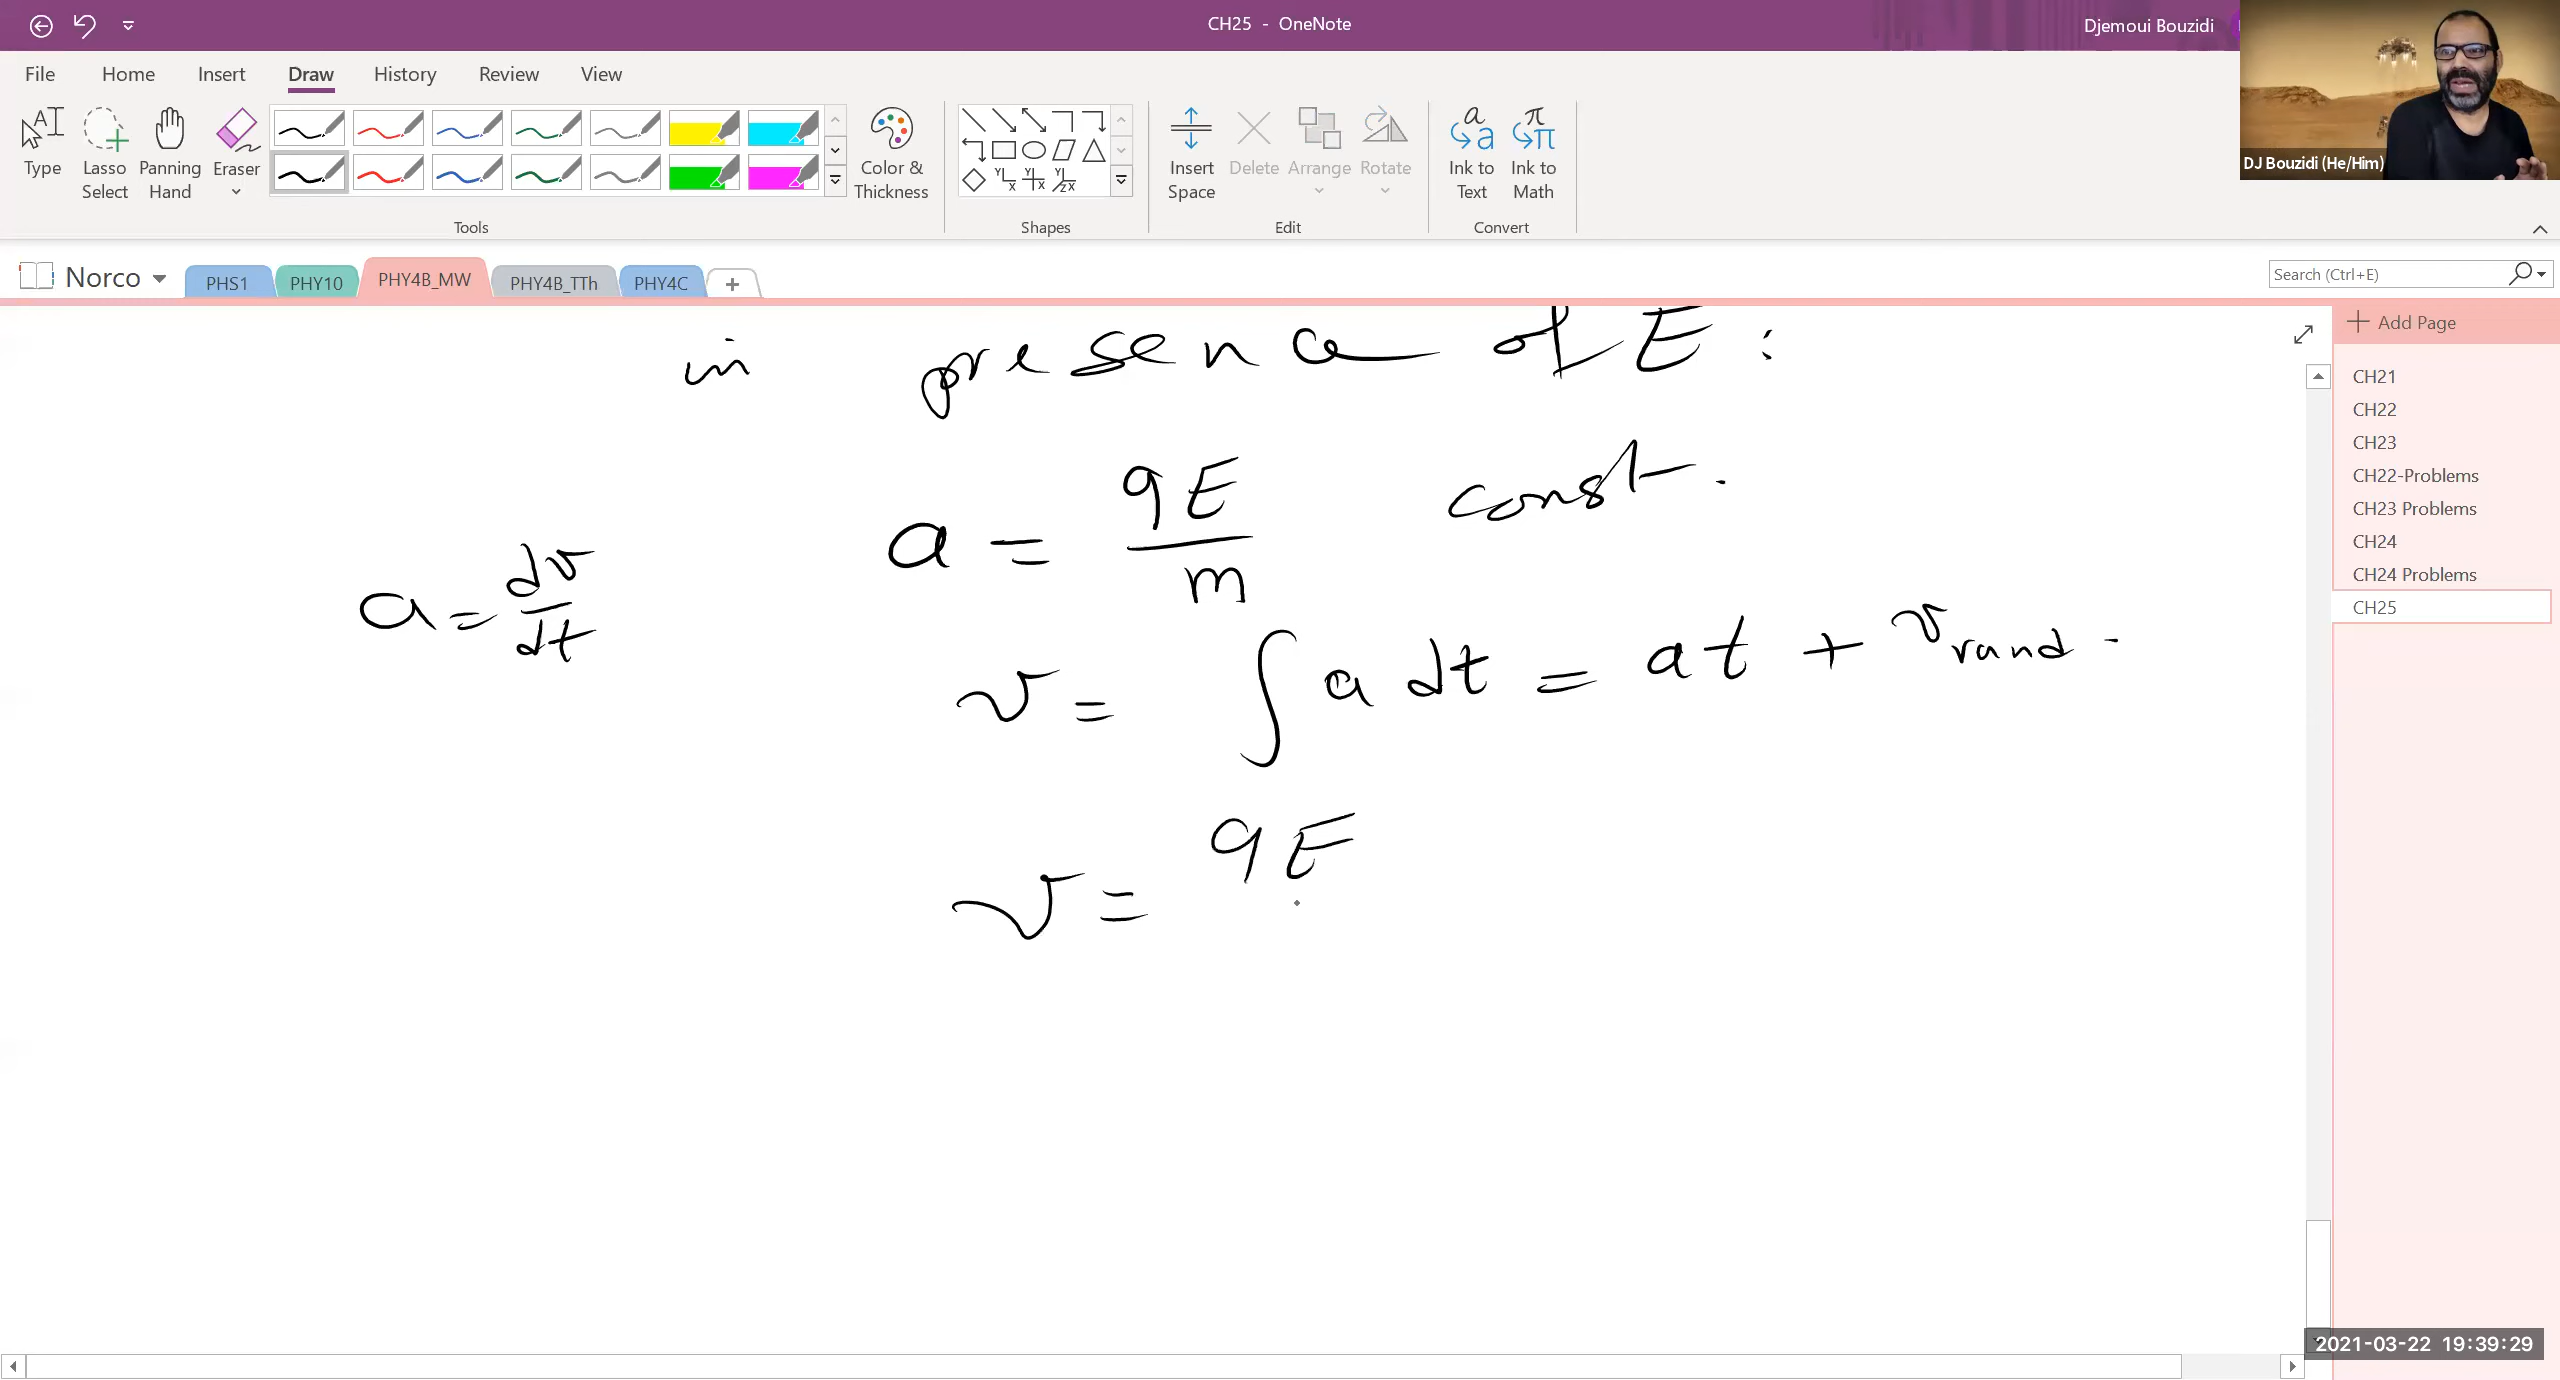 CH25 - OneNote
Djemoui Bouzidi
File Home Insert Draw History Review View
Type
Lasso Select
Panning Hand
Eraser
Color & Thickness
Insert Space
Delete
Arrange
Rotate
Ink to Text
Ink to Math
Tools
Shapes
Edit
Convert
DJ Bouzidi (He/Him)
Norco PHS1 PHY10 PHY4B_MW PHY4B_TTh PHY4C +
Search (Ctrl+E)
Add Page
CH21
CH22
CH23
CH22-Problems
CH23 Problems
CH24
CH24 Problems
CH25
in presence of E :
a = qE/m const.
a = dv/dt
v = ∫ a dt = at + v_rand.
v = qE
2021-03-22 19:39:29